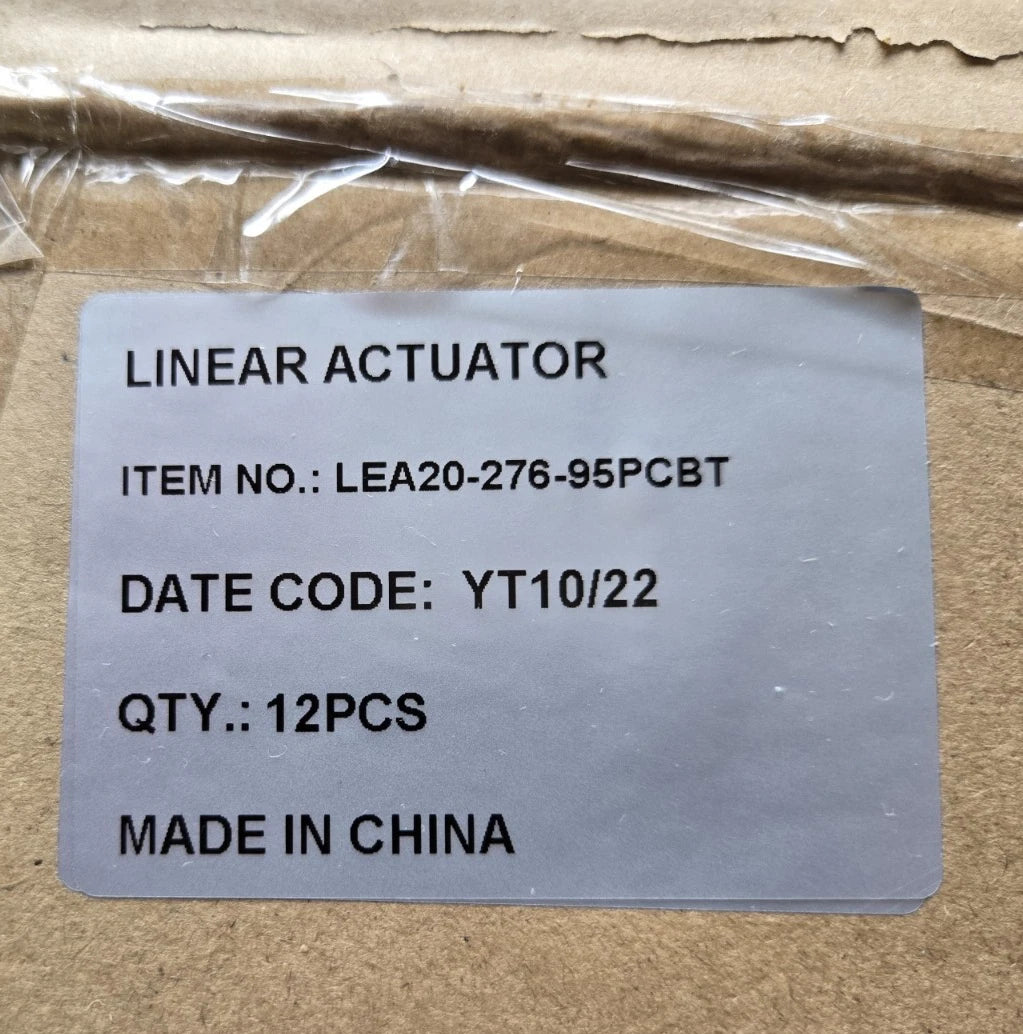 LINEAR ACTUATOR
ITEM NO.: LEA20-276-95PCBT
DATE CODE: YT10/22
QTY.: 12PCS
MADE IN CHINA